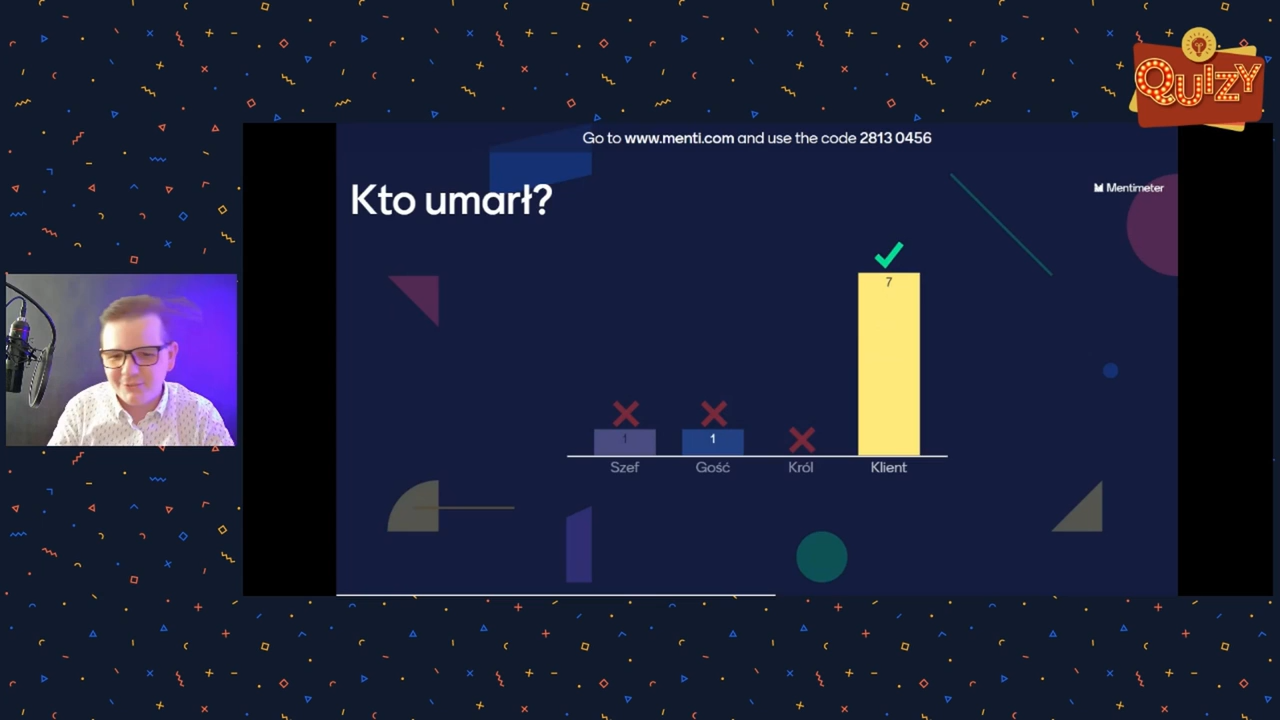 QUIZY
Go to www.menti.com and use the code 2813 0456
Mentimeter
Kto umarł?
7
1
1
Szef
Gość
Król
Klient